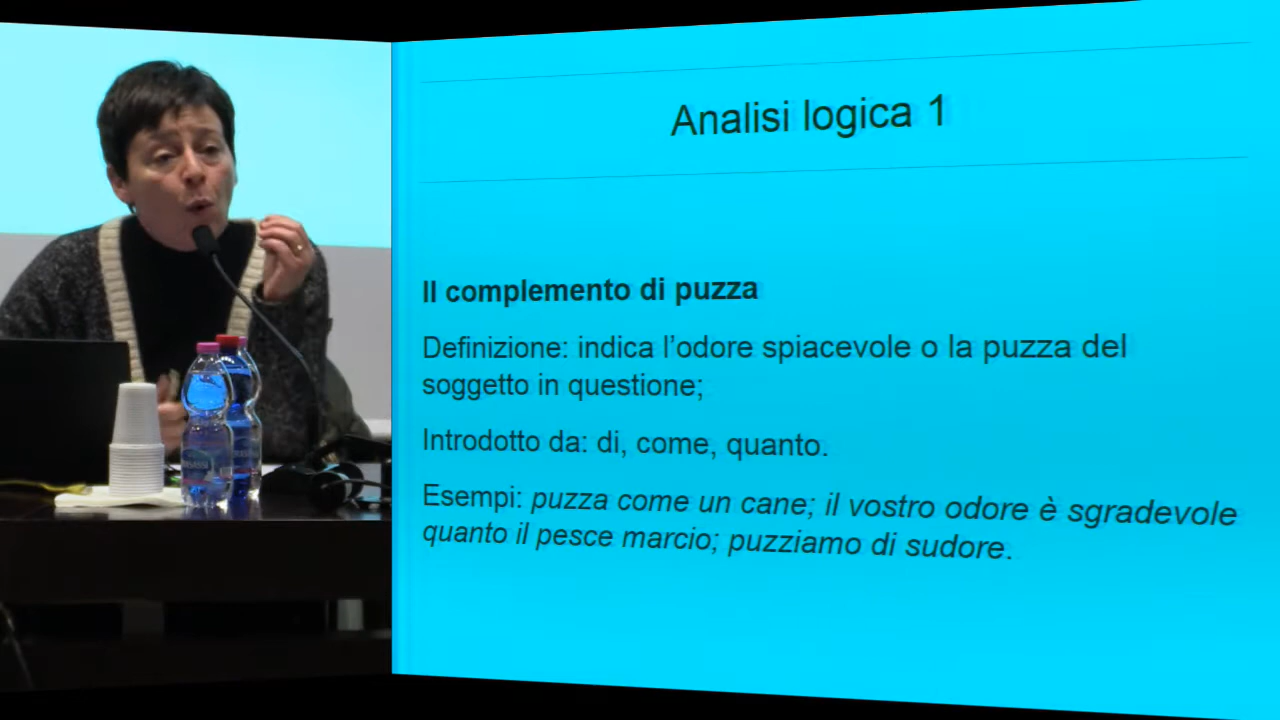 Analisi logica 1
Il complemento di puzza
Definizione: indica l'odore spiacevole o la puzza del
soggetto in questione;
Introdotto da: di, come, quanto.
Esempi: puzza come un cane; il vostro odore è sgradevole
quanto il pesce marcio; puzziamo di sudore.